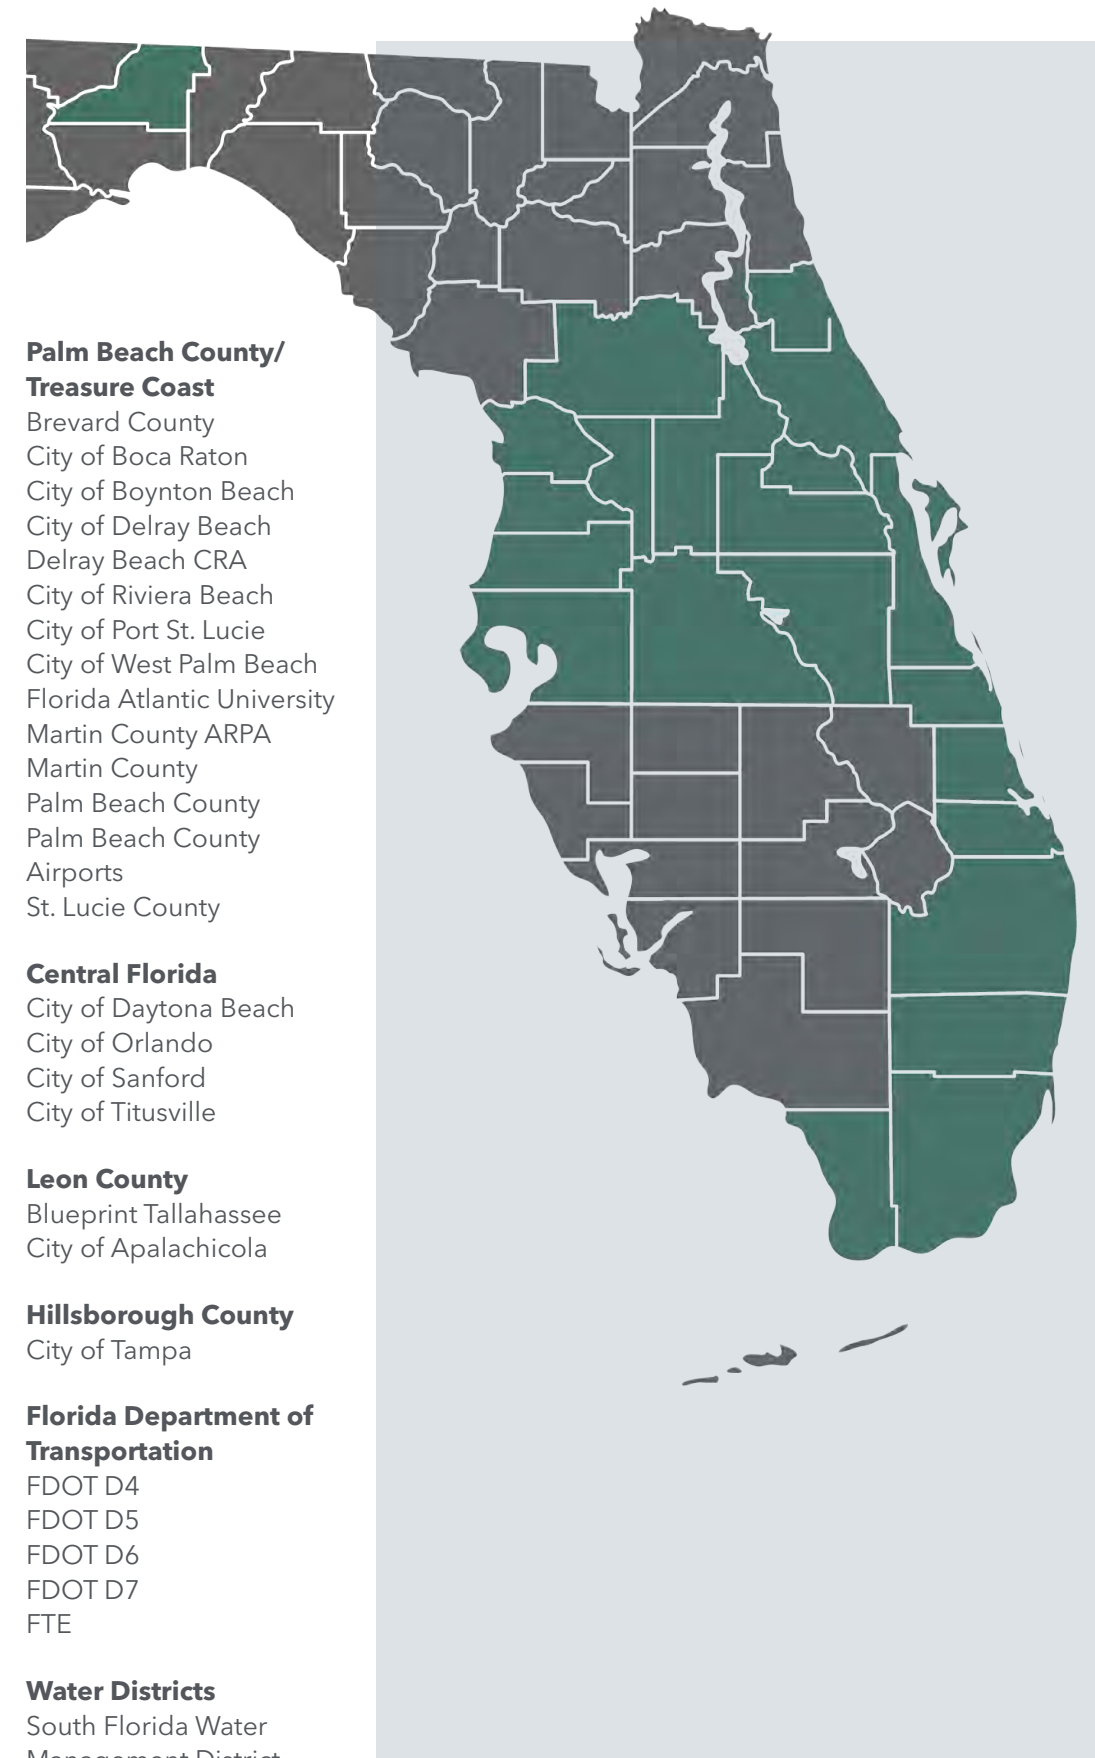 Palm Beach County/
Treasure Coast
Brevard County
City of Boca Raton
City of Boynton Beach
City of Delray Beach
Delray Beach CRA
City of Riviera Beach
City of Port St. Lucie
City of West Palm Beach
Florida Atlantic University
Martin County ARPA
Martin County
Palm Beach County
Palm Beach County
Airports
St. Lucie County
Central Florida
City of Daytona Beach
City of Orlando
City of Sanford
City of Titusville
Leon County
Blueprint Tallahassee
City of Apalachicola
Hillsborough County
City of Tampa
Florida Department of
Transportation
FDOT D4
FDOT D5
FDOT D6
FDOT D7
FTE
Water Districts
South Florida Water
Management District